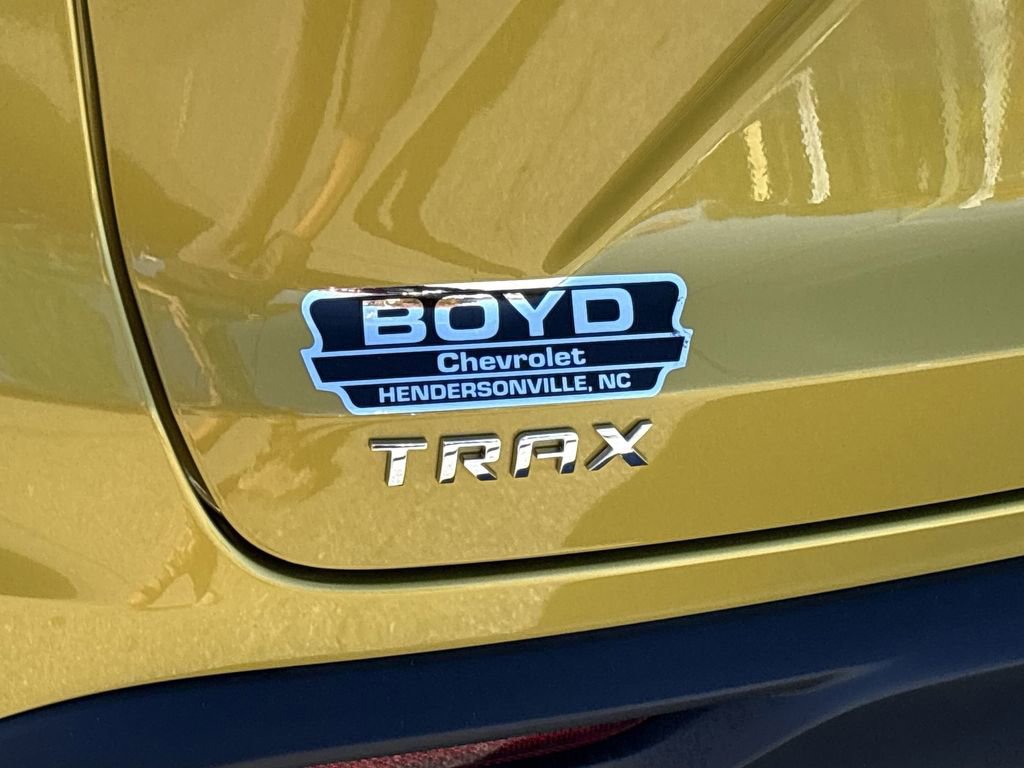 BOYD
Chevrolet
HENDERSONVILLE, NC
TRAX